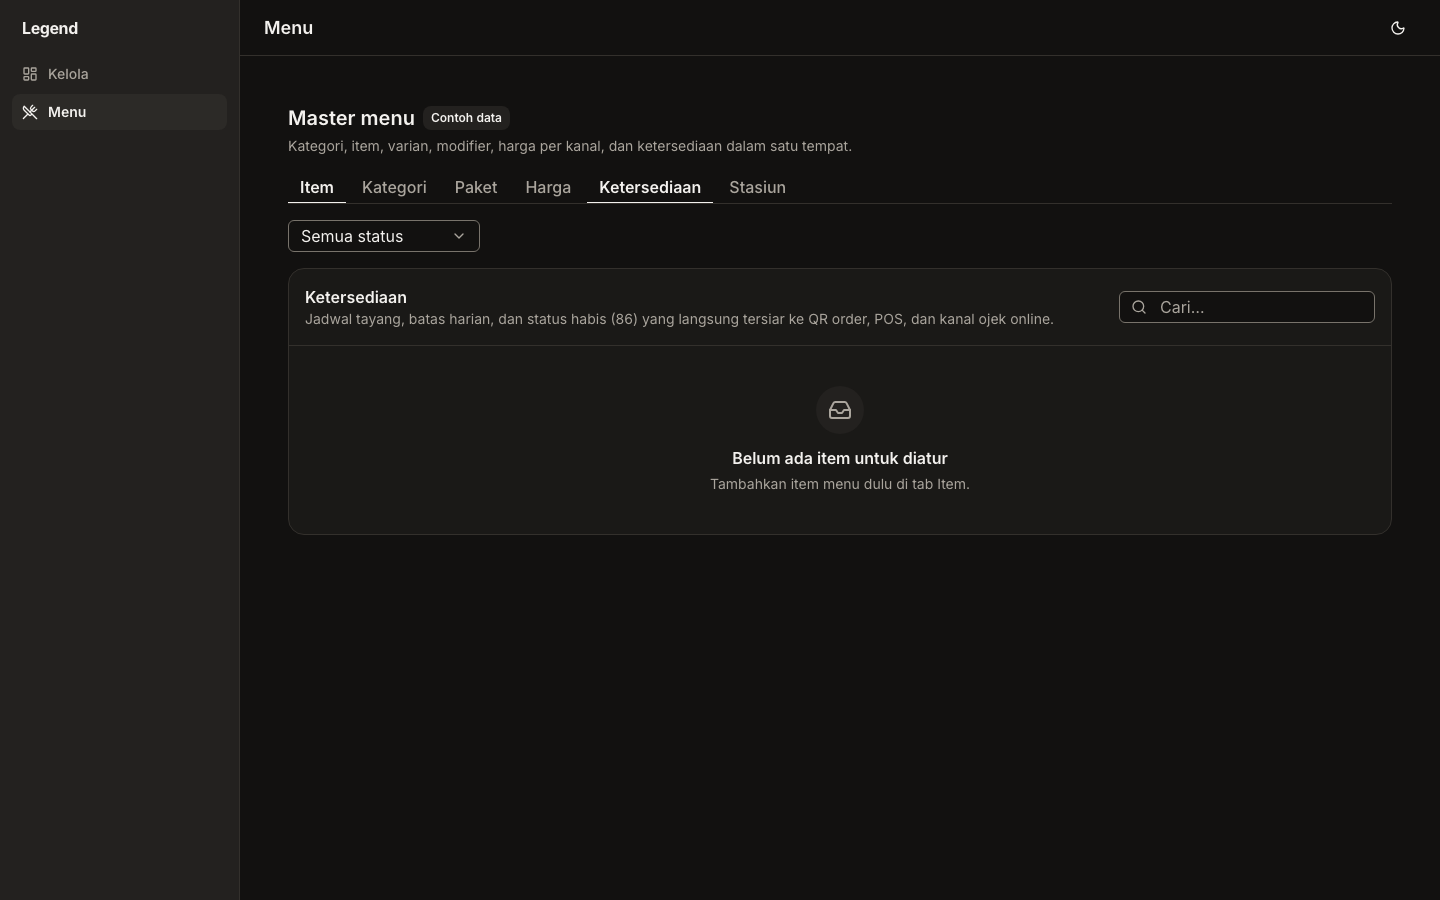 Legend
Menu
Kelola
Menu
Master menu
Contoh data
Kategori, item, varian, modifier, harga per kanal, dan ketersediaan dalam satu tempat.
Item
Kategori
Paket
Harga
Ketersediaan
Stasiun
Semua status
Ketersediaan
Jadwal tayang, batas harian, dan status habis (86) yang langsung tersiar ke QR order, POS, dan kanal ojek online.
Cari...
Belum ada item untuk diatur
Tambahkan item menu dulu di tab Item.